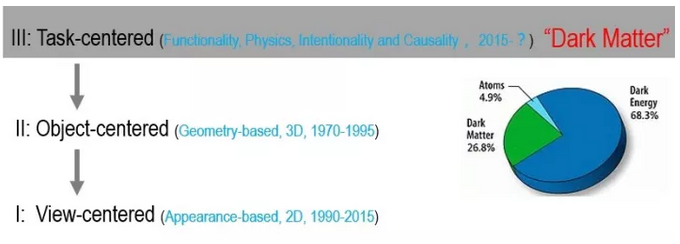 III: Task-centered (Functionality, Physics, Intentionality and Causality， 2015- ？) “Dark Matter”
Atoms
4.9%
Dark
Energy
68.3%
Dark
Matter
26.8%
II: Object-centered (Geometry-based, 3D, 1970-1995)
I: View-centered (Appearance-based, 2D, 1990-2015)